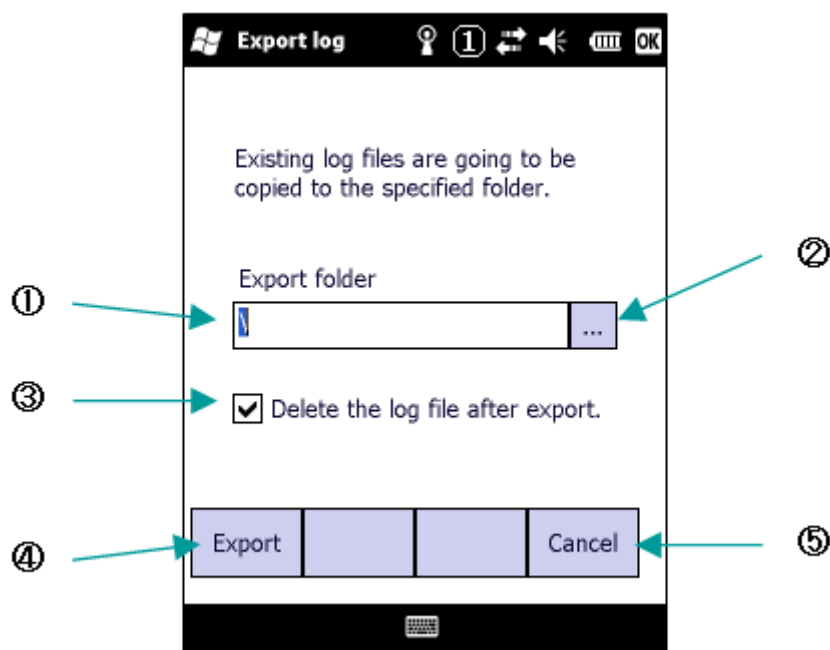 Export log 1 OK
Existing log files are going to be
copied to the specified folder.
②
Export folder
①
\ ...
③
Delete the log file after export.
④ Export Cancel ⑤